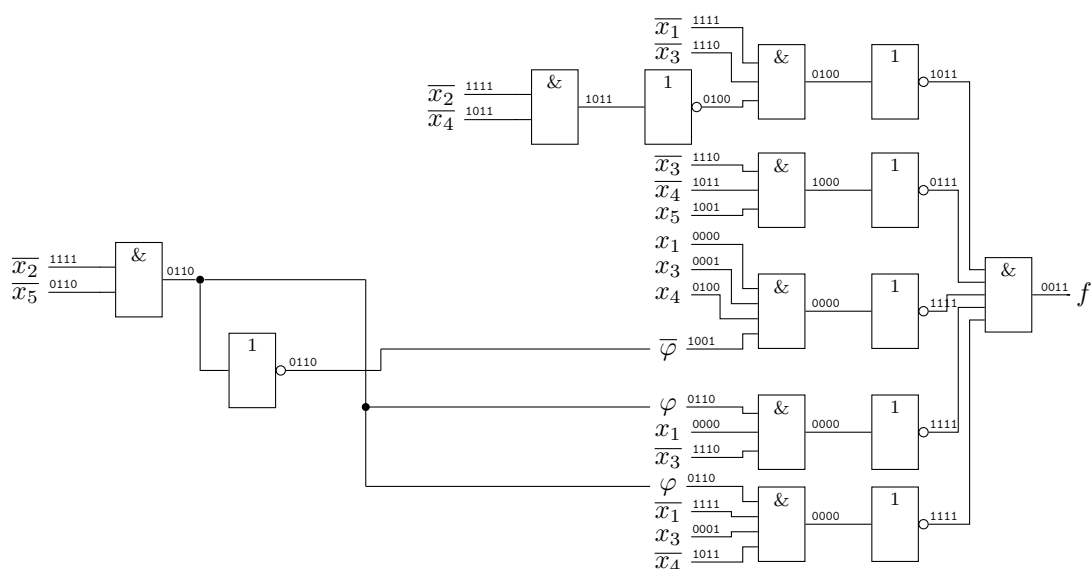 x̅₁ 1111
x̅₃ 1110
& 0100
1 1011
x̅₂ 1111
x̅₄ 1011
& 1011
1 0100
x̅₃ 1110
x̅₄ 1011
x₅ 1001
& 1000
1 0111
x̅₂ 1111
x̅₅ 0110
& 0110
1 0110
x₁ 0000
x₃ 0001
x₄ 0100
φ̅ 1001
& 0000
1 1111
& 0011 f
φ 0110
x₁ 0000
x̅₃ 1110
& 0000
1 1111
φ 0110
x̅₁ 1111
x₃ 0001
x̅₄ 1011
& 0000
1 1111